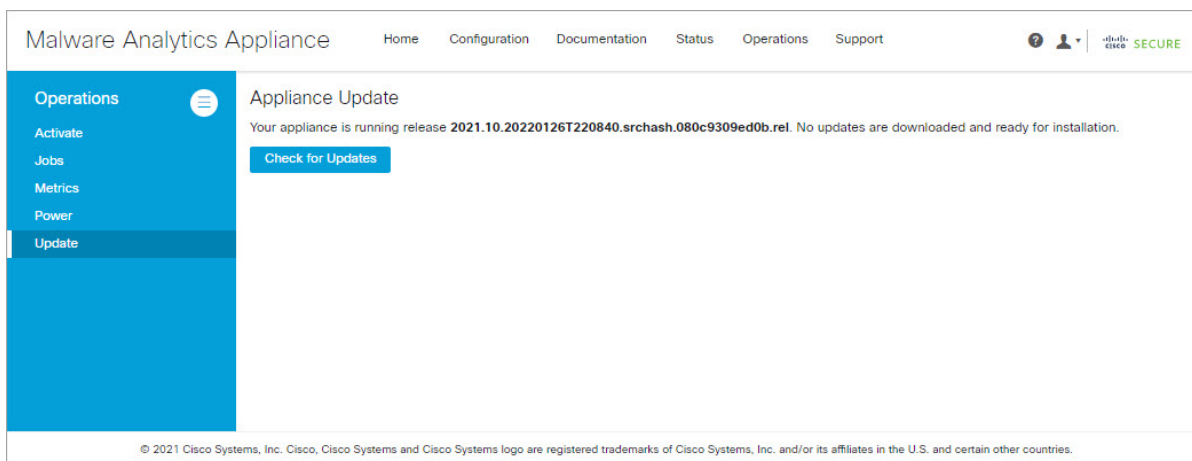 Malware Analytics Appliance
Home Configuration Documentation Status Operations Support
? cisco SECURE
Operations
Activate
Jobs
Metrics
Power
Update
Appliance Update
Your appliance is running release 2021.10.20220126T220840.srchash.080c9309ed0b.rel. No updates are downloaded and ready for installation.
Check for Updates
© 2021 Cisco Systems, Inc. Cisco, Cisco Systems and Cisco Systems logo are registered trademarks of Cisco Systems, Inc. and/or its affiliates in the U.S. and certain other countries.